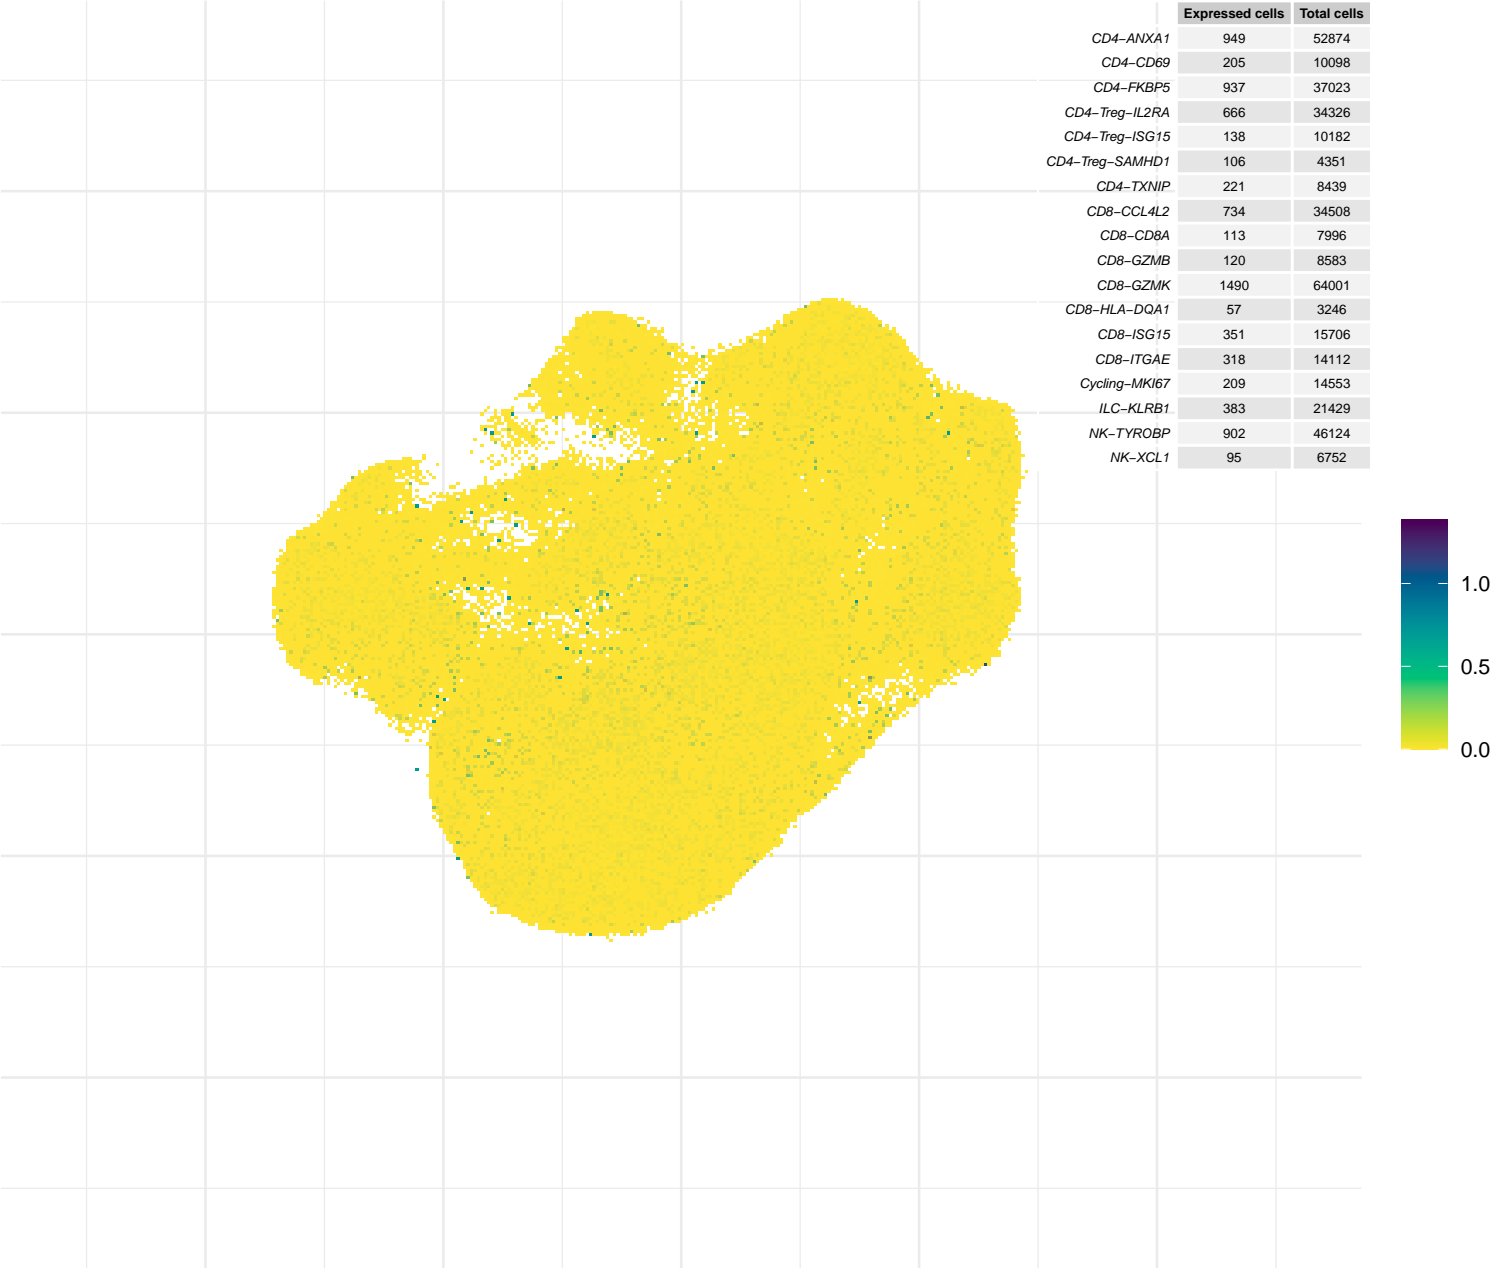 Expressed cells Total cells
CD4−ANXA1 949 52874
CD4−CD69 205 10098
CD4−FKBP5 937 37023
CD4−Treg−IL2RA 666 34326
CD4−Treg−ISG15 138 10182
CD4−Treg−SAMHD1 106 4351
CD4−TXNIP 221 8439
CD8−CCL4L2 734 34508
CD8−CD8A 113 7996
CD8−GZMB 120 8583
CD8−GZMK 1490 64001
CD8−HLA−DQA1 57 3246
CD8−ISG15 351 15706
CD8−ITGAE 318 14112
Cycling−MKI67 209 14553
ILC−KLRB1 383 21429
NK−TYROBP 902 46124
NK−XCL1 95 6752
1.0
0.5
0.0